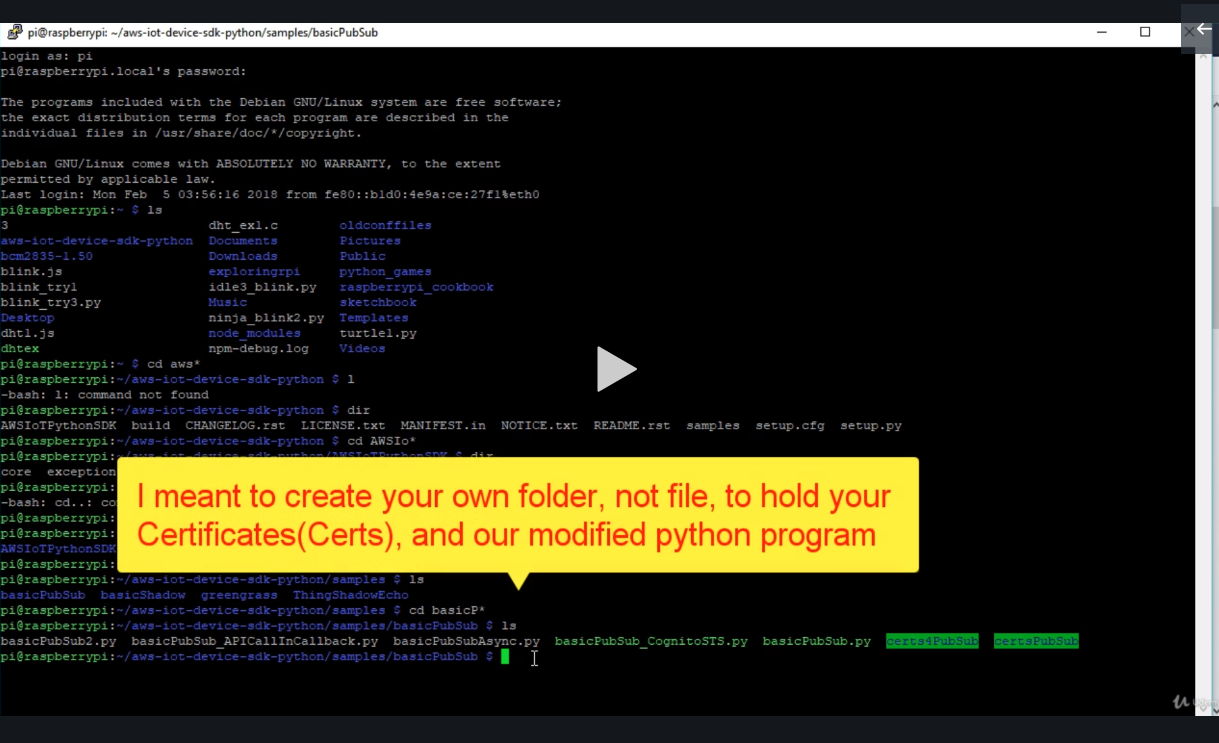 pi@raspberrypi: ~/aws-iot-device-sdk-python/samples/basicPubSub
login as: pi
pi@raspberrypi.local's password:
The programs included with the Debian GNU/Linux system are free software;
the exact distribution terms for each program are described in the
individual files in /usr/share/doc/*/copyright.
Debian GNU/Linux comes with ABSOLUTELY NO WARRANTY, to the extent
permitted by applicable law.
Last login: Mon Feb  5 03:56:16 2018 from fe80::b1d0:4e9a:ce:27f1%eth0
pi@raspberrypi:~ $ ls
3 dht_ex1.c oldconffiles
aws-iot-device-sdk-python Documents Pictures
bcm2835-1.50 Downloads Public
blink.js exploringrpi python_games
blink_try1 idle3_blink.py raspberrypi_cookbook
blink_try3.py Music sketchbook
Desktop ninja_blink2.py Templates
dht1.js node_modules turtle1.py
dhtex npm-debug.log Videos
pi@raspberrypi:~ $ cd aws*
pi@raspberrypi:~/aws-iot-device-sdk-python $ l
-bash: l: command not found
pi@raspberrypi:~/aws-iot-device-sdk-python $ dir
AWSIoTPythonSDK build CHANGELOG.rst LICENSE.txt MANIFEST.in NOTICE.txt README.rst samples setup.cfg setup.py
pi@raspberrypi:~/aws-iot-device-sdk-python $ cd AWSIo*
pi@raspberrypi:~/aws-iot-device-sdk-python/AWSIoTPythonSDK $ dir
core exception
pi@raspberrypi:
-bash: cd..: co
pi@raspberrypi:
pi@raspberrypi:
AWSIoTPythonSDK
pi@raspberrypi:
I meant to create your own folder, not file, to hold your
Certificates(Certs), and our modified python program
pi@raspberrypi:~/aws-iot-device-sdk-python/samples $ ls
basicPubSub basicShadow greengrass ThingShadowEcho
pi@raspberrypi:~/aws-iot-device-sdk-python/samples $ cd basicP*
pi@raspberrypi:~/aws-iot-device-sdk-python/samples/basicPubSub $ ls
basicPubSub2.py basicPubSub_APICallInCallback.py basicPubSubAsync.py basicPubSub_CognitoSTS.py basicPubSub.py certs4PubSub certsPubSub
pi@raspberrypi:~/aws-iot-device-sdk-python/samples/basicPubSub $